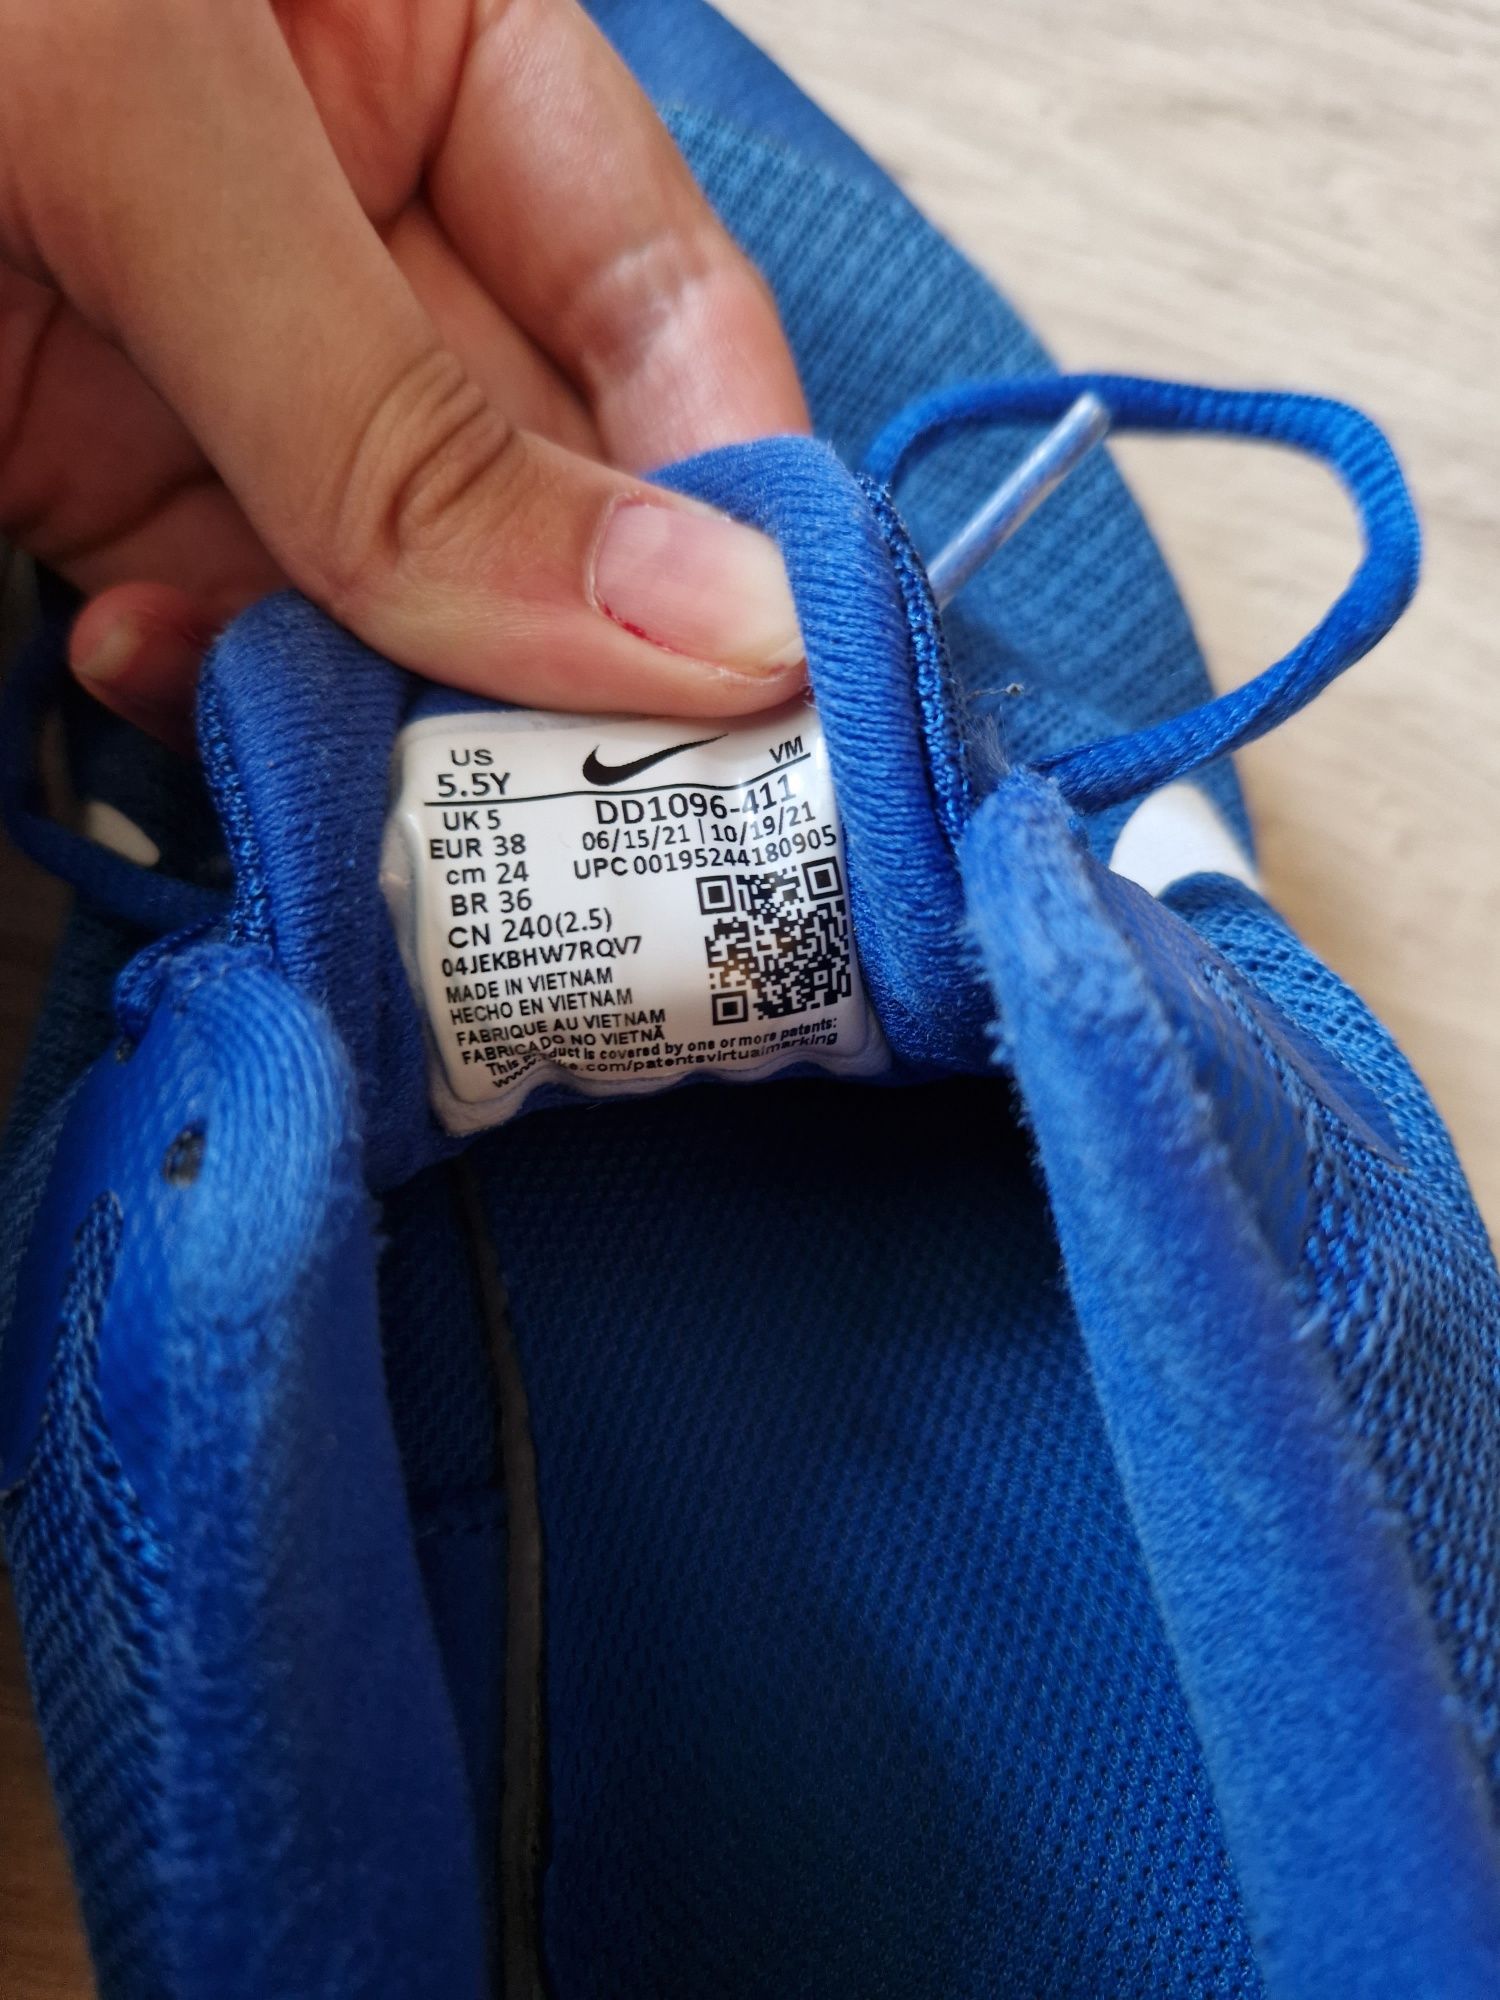 US
5.5Y
VM
UK 5
EUR 38
cm 24
BR 36
CN 240(2.5)
DD1096-411
06/15/21 | 10/19/21
UPC 00195244180905
04JEKBHW7RQV7
MADE IN VIETNAM
HECHO EN VIETNAM
FABRIQUE AU VIETNAM
FABRICADO NO VIETNÃ
This is covered by one or more patents: